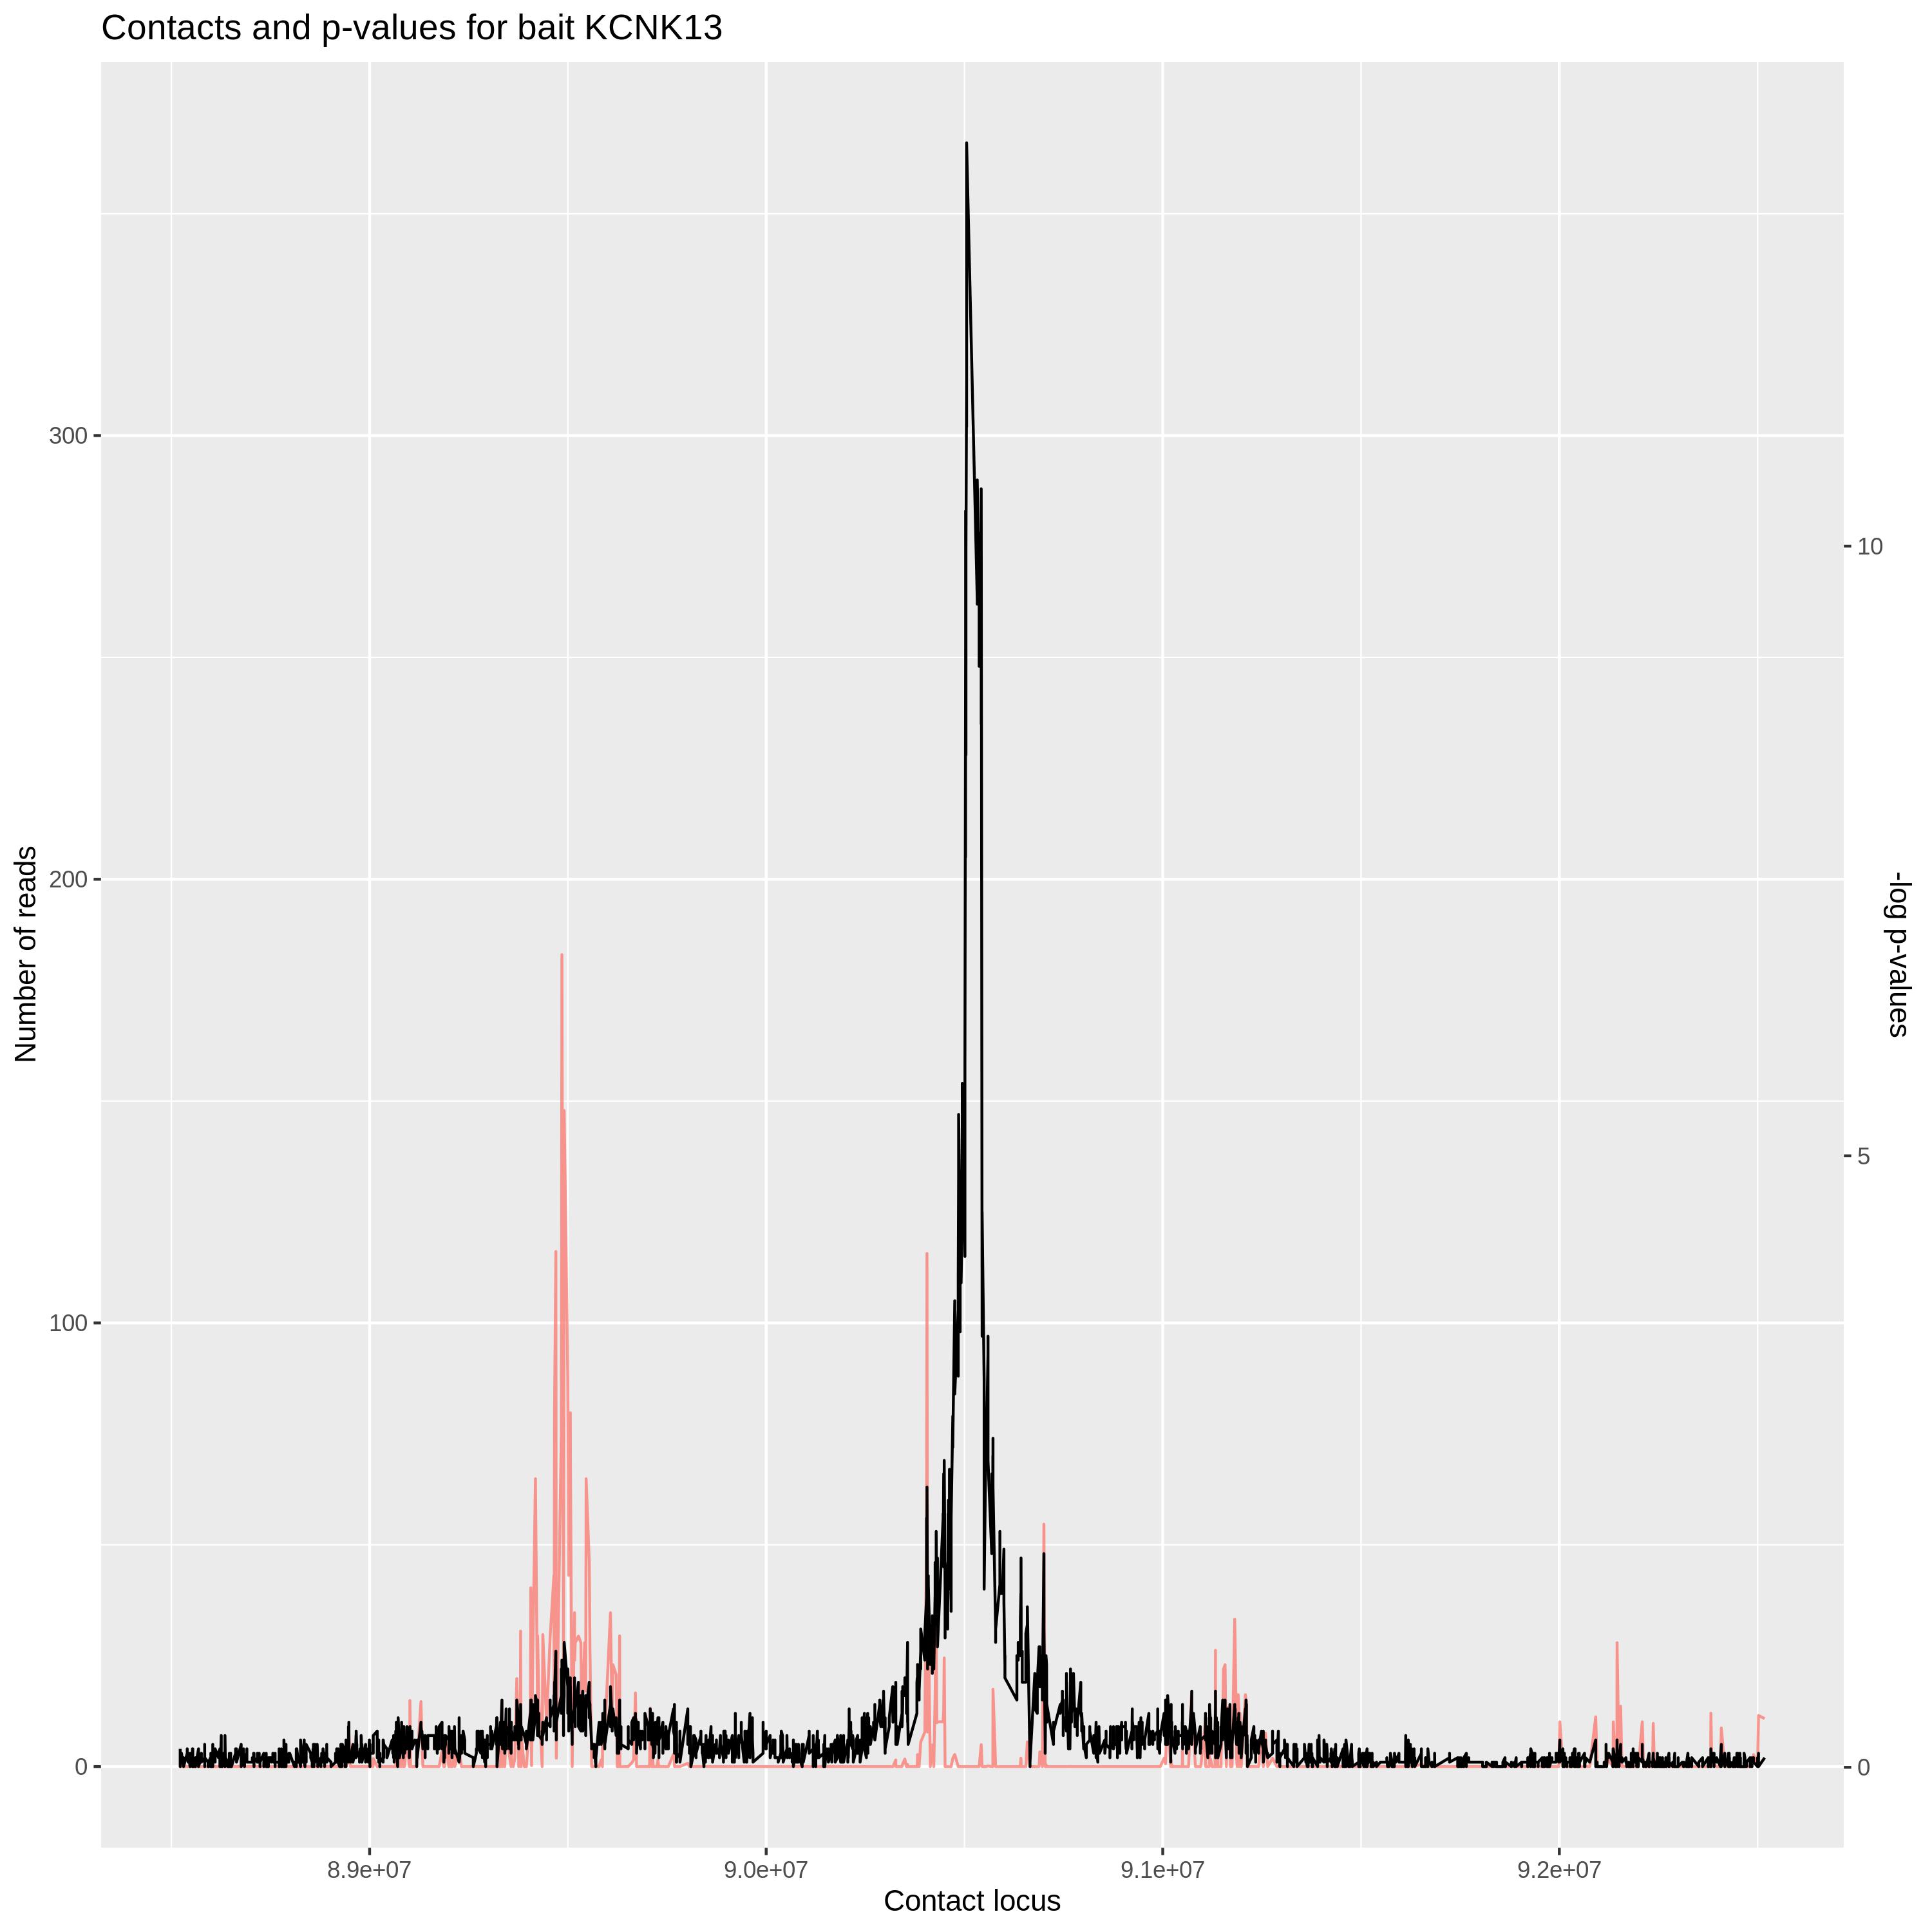 Contacts and p-values for bait KCNK13
Number of reads
300
200
100
0
-log p-values
10
5
0
8.9e+07
9.0e+07
9.1e+07
9.2e+07
Contact locus